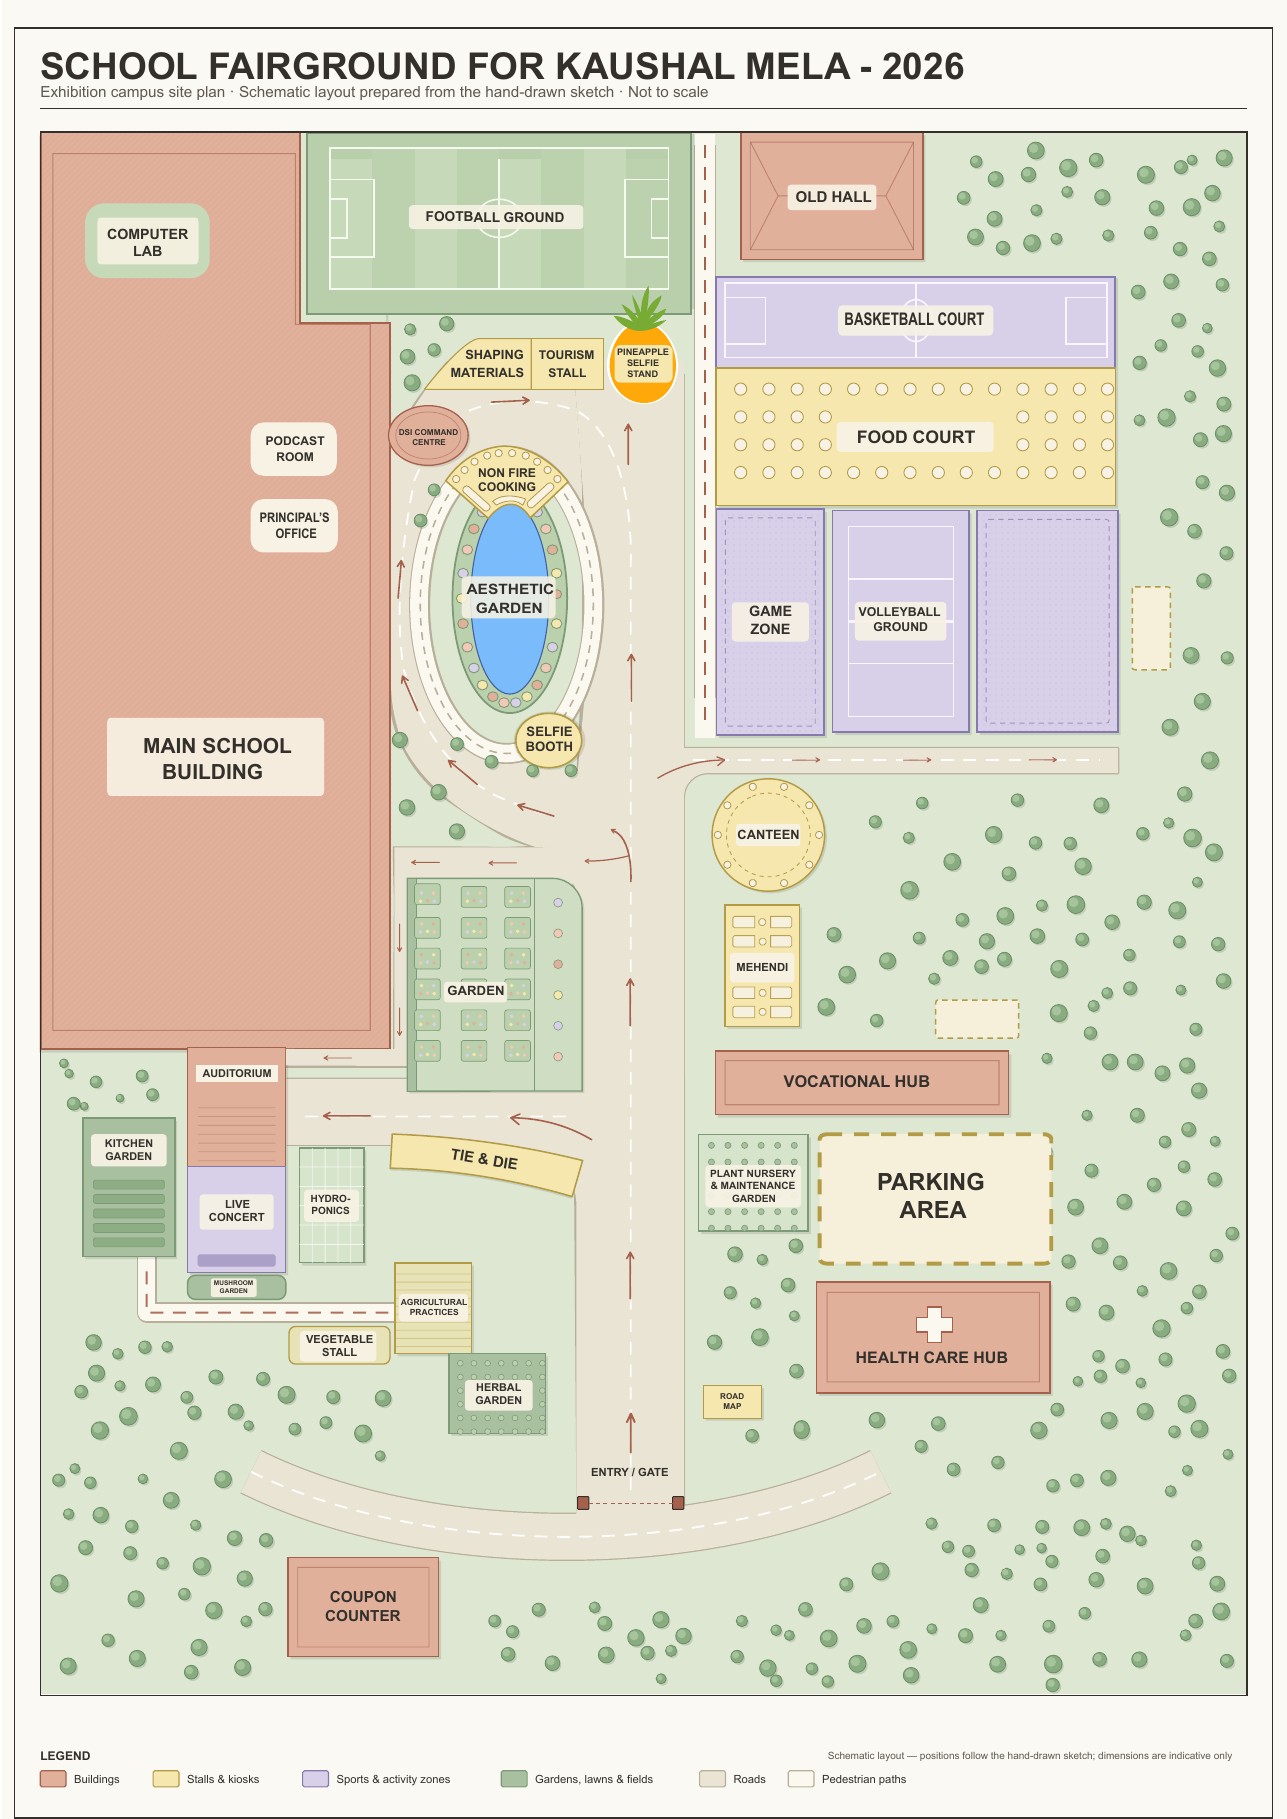 SCHOOL FAIRGROUND FOR KAUSHAL MELA - 2026
Exhibition campus site plan · Schematic layout prepared from the hand-drawn sketch · Not to scale
COMPUTER
LAB
FOOTBALL GROUND
OLD HALL
BASKETBALL COURT
SHAPING
MATERIALS
TOURISM
STALL
PINEAPPLE
SELFIE
STAND
DSI COMMAND
CENTRE
PODCAST
ROOM
FOOD COURT
NON FIRE
COOKING
PRINCIPAL'S
OFFICE
AESTHETIC
GARDEN
GAME
ZONE
VOLLEYBALL
GROUND
MAIN SCHOOL
BUILDING
SELFIE
BOOTH
CANTEEN
MEHENDI
GARDEN
AUDITORIUM
VOCATIONAL HUB
KITCHEN
GARDEN
TIE & DIE
PLANT NURSERY
& MAINTENANCE
GARDEN
PARKING
AREA
LIVE
CONCERT
HYDRO-
PONICS
MUSHROOM
GARDEN
AGRICULTURAL
PRACTICES
VEGETABLE
STALL
HEALTH CARE HUB
HERBAL
GARDEN
ROAD
MAP
ENTRY / GATE
COUPON
COUNTER
LEGEND
Schematic layout — positions follow the hand-drawn sketch; dimensions are indicative only
Buildings
Stalls & kiosks
Sports & activity zones
Gardens, lawns & fields
Roads
Pedestrian paths